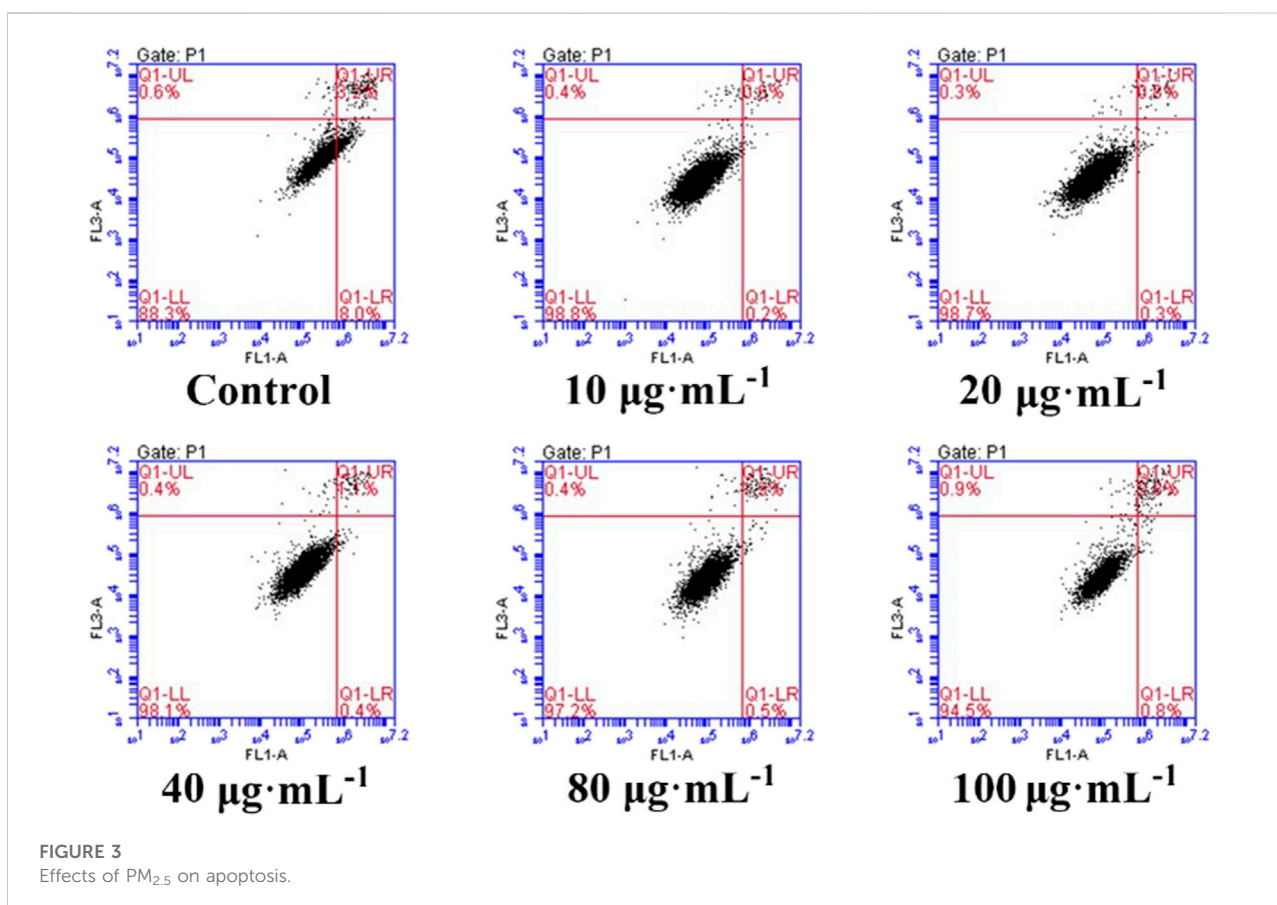 Gate: P1
Q1-UL Q1-UR
0.6%
FL3-A
Q1-LL Q1-LR
88.3% 8.0%
FL1-A
Control
Gate: P1
Q1-UL Q1-UR
0.4% 0.6%
FL3-A
Q1-LL Q1-LR
98.8% 0.2%
FL1-A
10 µg·mL⁻¹
Gate: P1
Q1-UL Q1-UR
0.3%
FL3-A
Q1-LL Q1-LR
98.7% 0.3%
FL1-A
20 µg·mL⁻¹
Gate: P1
Q1-UL Q1-UR
0.4%
FL3-A
Q1-LL Q1-LR
98.1% 0.4%
FL1-A
40 µg·mL⁻¹
Gate: P1
Q1-UL Q1-UR
0.4%
FL3-A
Q1-LL Q1-LR
97.2% 0.5%
FL1-A
80 µg·mL⁻¹
Gate: P1
Q1-UL Q1-UR
0.9%
FL3-A
Q1-LL Q1-LR
94.5% 0.8%
FL1-A
100 µg·mL⁻¹
FIGURE 3
Effects of PM₂.₅ on apoptosis.